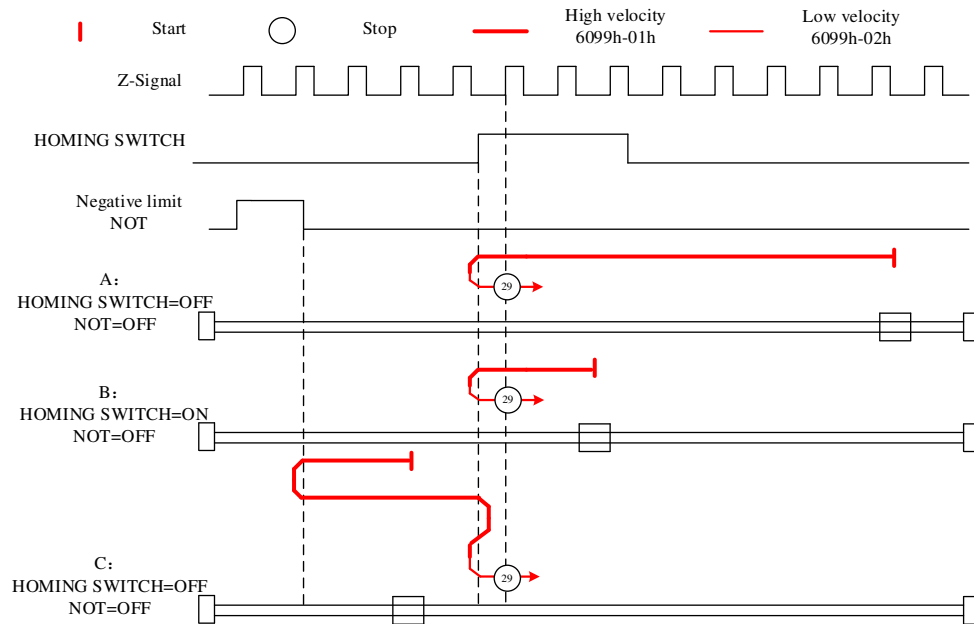 Start
Stop
High velocity
6099h-01h
Low velocity
6099h-02h
Z-Signal
HOMING SWITCH
Negative limit
NOT
A：
HOMING SWITCH=OFF
NOT=OFF
29
B：
HOMING SWITCH=ON
NOT=OFF
29
C：
HOMING SWITCH=OFF
NOT=OFF
29